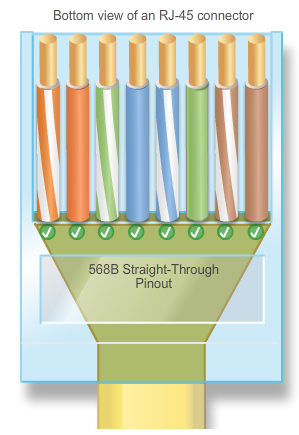 Bottom view of an RJ-45 connector
568B Straight-Through
Pinout